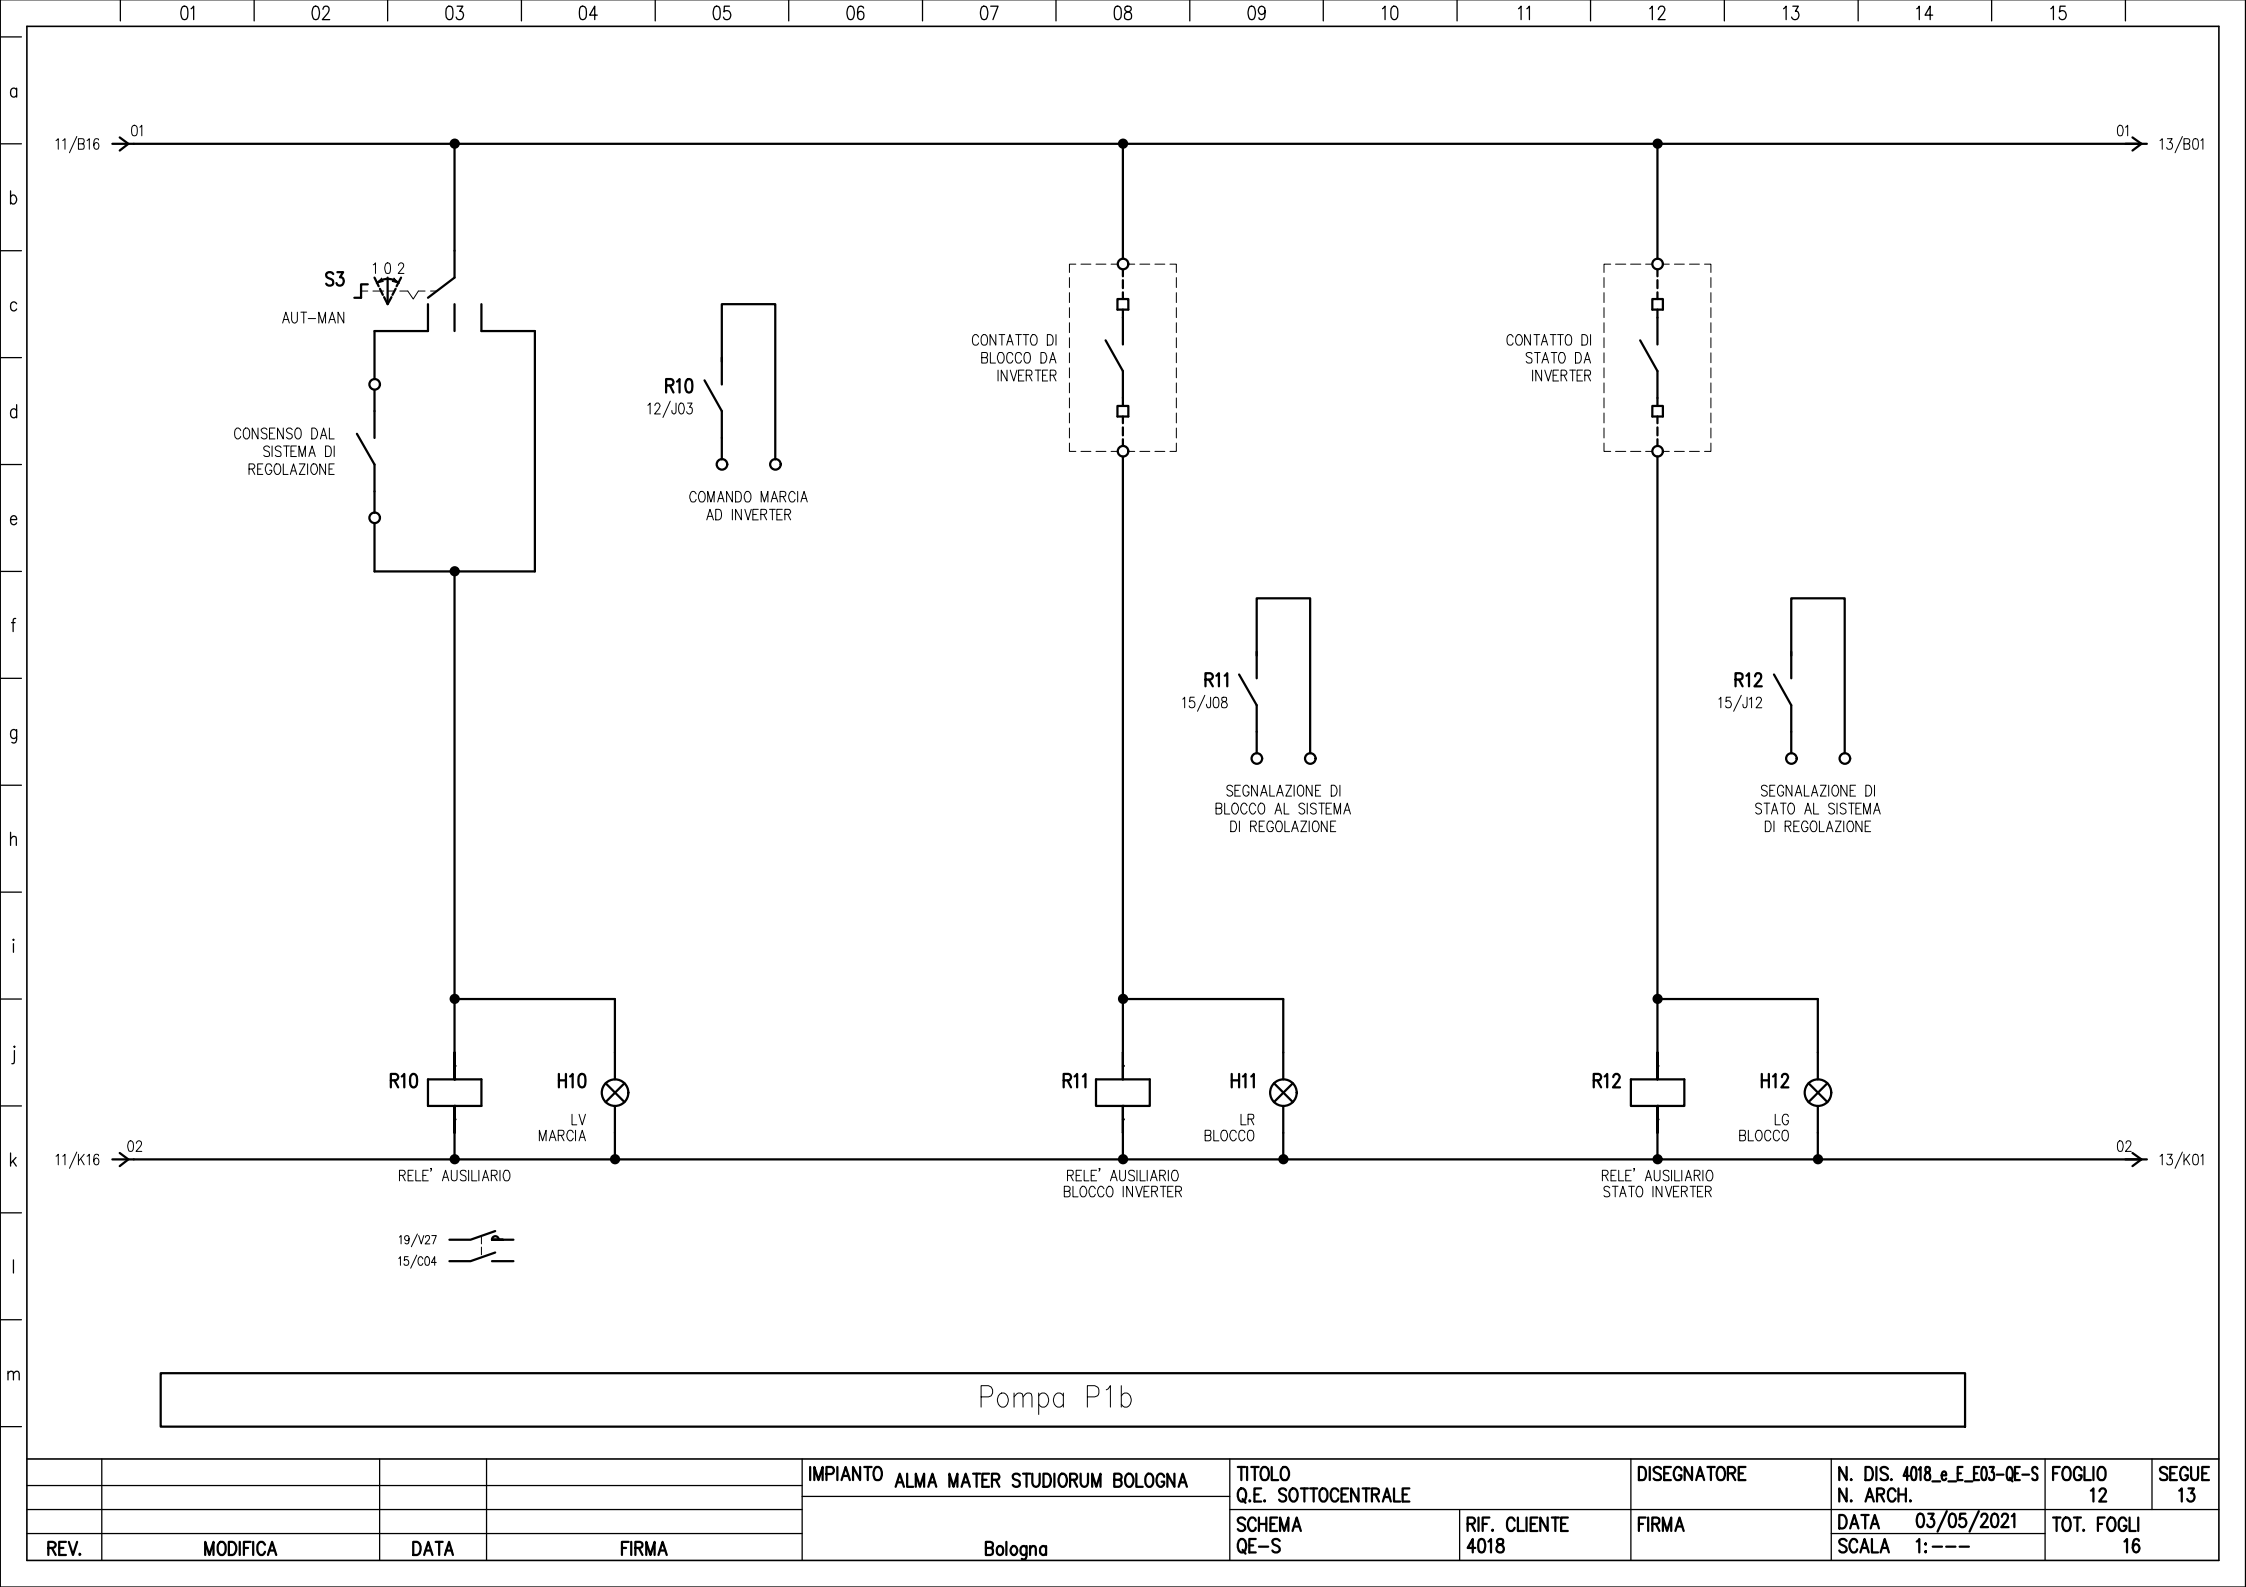 01 02 03 04 05 06 07 08 09 10 11 12 13 14 15
a
b
c
d
e
f
g
h
i
j
k
l
m
11/B16
01
01
13/B01
S3
1 0 2
AUT-MAN
CONSENSO DAL
SISTEMA DI
REGOLAZIONE
R10
12/J03
COMANDO MARCIA
AD INVERTER
CONTATTO DI
BLOCCO DA
INVERTER
CONTATTO DI
STATO DA
INVERTER
R11
15/J08
SEGNALAZIONE DI
BLOCCO AL SISTEMA
DI REGOLAZIONE
R12
15/J12
SEGNALAZIONE DI
STATO AL SISTEMA
DI REGOLAZIONE
R10
H10
LV
MARCIA
R11
H11
LR
BLOCCO
R12
H12
LG
BLOCCO
11/K16
02
02
13/K01
RELE' AUSILIARIO
RELE' AUSILIARIO
BLOCCO INVERTER
RELE' AUSILIARIO
STATO INVERTER
19/V27
15/C04
Pompa P1b
REV.
MODIFICA
DATA
FIRMA
IMPIANTO ALMA MATER STUDIORUM BOLOGNA
Bologna
TITOLO
Q.E. SOTTOCENTRALE
SCHEMA
QE-S
RIF. CLIENTE
4018
DISEGNATORE
FIRMA
N. DIS. 4018_e_E_E03-QE-S
N. ARCH.
DATA 03/05/2021
SCALA 1:---
FOGLIO
12
SEGUE
13
TOT. FOGLI
16